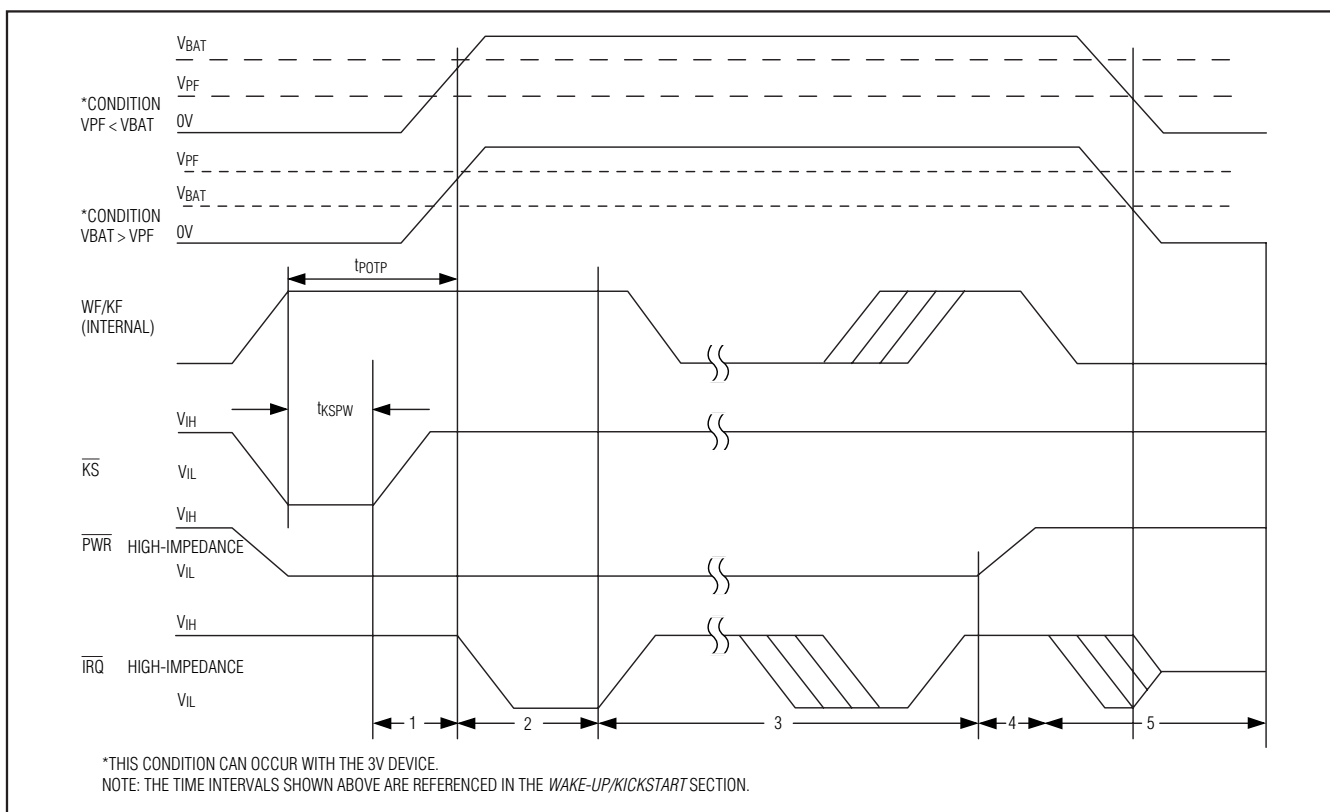 VBAT
VPF
*CONDITION
VPF < VBAT
0V
VPF
VBAT
*CONDITION
VBAT > VPF
0V
tPOTP
WF/KF
(INTERNAL)
tKSPW
VIH
KS
VIL
VIH
PWR HIGH-IMPEDANCE
VIL
VIH
IRQ HIGH-IMPEDANCE
VIL
1 2 3 4 5
*THIS CONDITION CAN OCCUR WITH THE 3V DEVICE.
NOTE: THE TIME INTERVALS SHOWN ABOVE ARE REFERENCED IN THE WAKE-UP/KICKSTART SECTION.